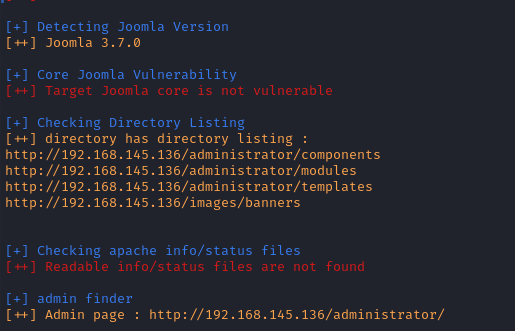 [+] Detecting Joomla Version
[++] Joomla 3.7.0
[+] Core Joomla Vulnerability
[++] Target Joomla core is not vulnerable
[+] Checking Directory Listing
[++] directory has directory listing :
http://192.168.145.136/administrator/components
http://192.168.145.136/administrator/modules
http://192.168.145.136/administrator/templates
http://192.168.145.136/images/banners
[+] Checking apache info/status files
[++] Readable info/status files are not found
[+] admin finder
[++] Admin page : http://192.168.145.136/administrator/